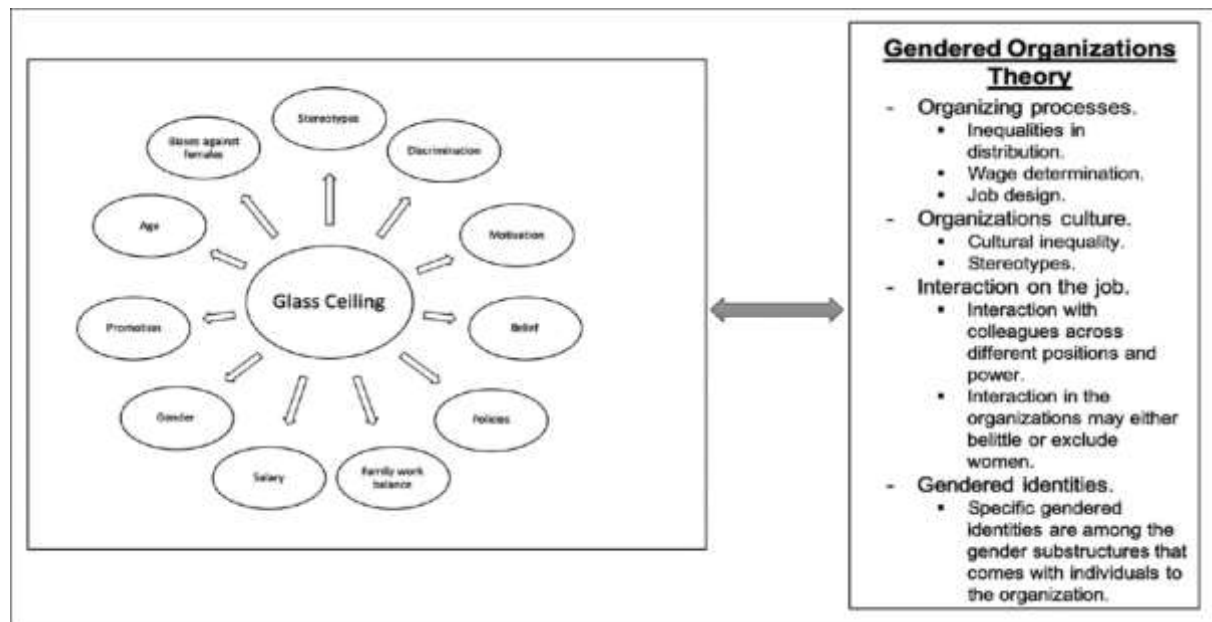 Stereotypes
Biases against
females
Discrimination
Age
Motivation
Glass Ceiling
Promotion
Belief
Gender
Policies
Salary
Family work
balance
Gendered Organizations
Theory
- Organizing processes.
▪ Inequalities in
distribution.
▪ Wage determination.
▪ Job design.
- Organizations culture.
▪ Cultural inequality.
▪ Stereotypes.
- Interaction on the job.
▪ Interaction with
colleagues across
different positions and
power.
▪ Interaction in the
organizations may either
belittle or exclude
women.
- Gendered identities.
▪ Specific gendered
identities are among the
gender substructures that
comes with individuals to
the organization.